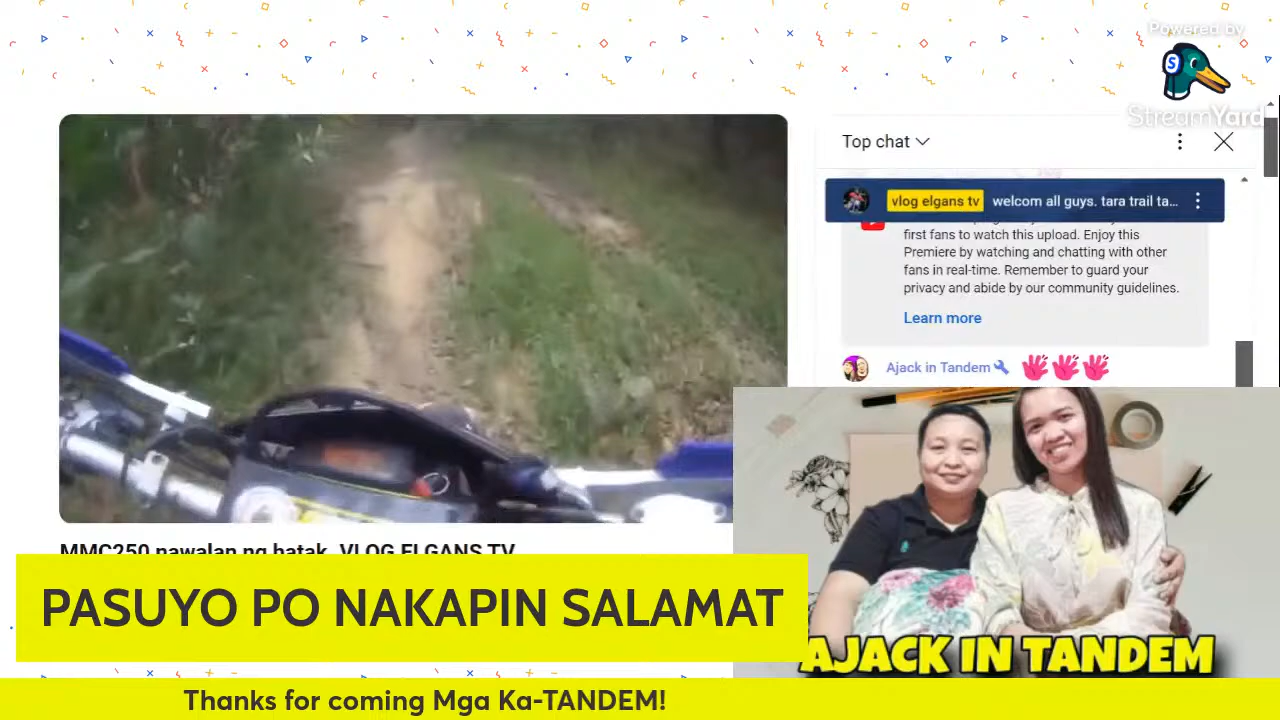 Powered by
StreamYard
Top chat
vlog elgans tv welcom all guys. tara trail ta...
first fans to watch this upload. Enjoy this
Premiere by watching and chatting with other
fans in real-time. Remember to guard your
privacy and abide by our community guidelines.
Learn more
Ajack in Tandem
MMC250 nawalan ng hatak. VLOG ELGANS TV
PASUYO PO NAKAPIN SALAMAT
AJACK IN TANDEM
Thanks for coming Mga Ka-TANDEM!